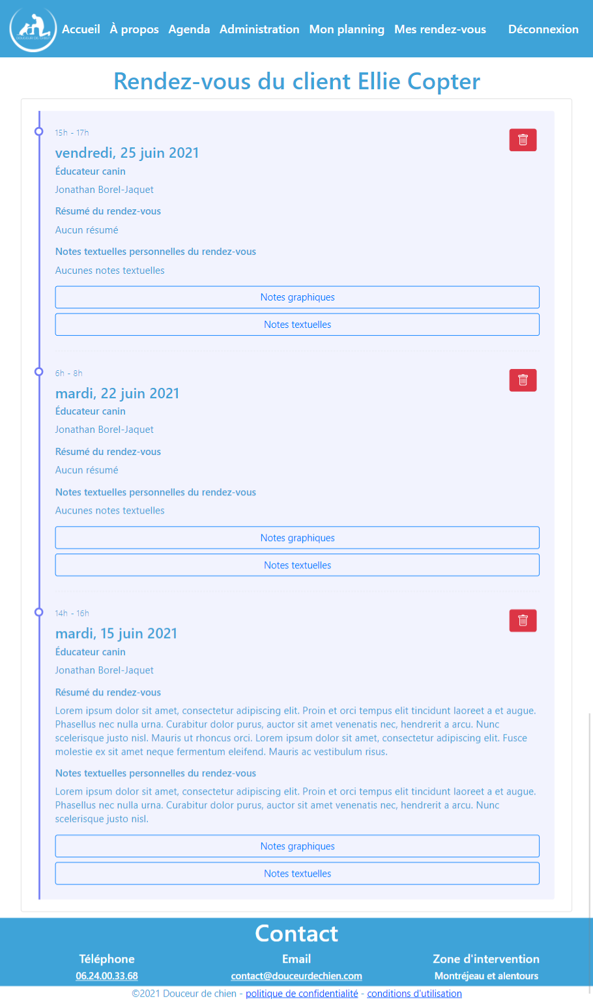 DOUCEUR DE CHIEN
Accueil À propos Agenda Administration Mon planning Mes rendez-vous Déconnexion
Rendez-vous du client Ellie Copter
15h - 17h
vendredi, 25 juin 2021
Éducateur canin
Jonathan Borel-Jaquet
Résumé du rendez-vous
Aucun résumé
Notes textuelles personnelles du rendez-vous
Aucunes notes textuelles
Notes graphiques
Notes textuelles
6h - 8h
mardi, 22 juin 2021
Éducateur canin
Jonathan Borel-Jaquet
Résumé du rendez-vous
Aucun résumé
Notes textuelles personnelles du rendez-vous
Aucunes notes textuelles
Notes graphiques
Notes textuelles
14h - 16h
mardi, 15 juin 2021
Éducateur canin
Jonathan Borel-Jaquet
Résumé du rendez-vous
Lorem ipsum dolor sit amet, consectetur adipiscing elit. Proin et orci tempus elit tincidunt laoreet a et augue.
Phasellus nec nulla urna. Curabitur dolor purus, auctor sit amet venenatis nec, hendrerit a arcu. Nunc
scelerisque justo nisl. Mauris ut rhoncus orci. Lorem ipsum dolor sit amet, consectetur adipiscing elit. Fusce
molestie ex sit amet neque fermentum eleifend. Mauris ac vestibulum risus.
Notes textuelles personnelles du rendez-vous
Lorem ipsum dolor sit amet, consectetur adipiscing elit. Proin et orci tempus elit tincidunt laoreet a et augue.
Phasellus nec nulla urna. Curabitur dolor purus, auctor sit amet venenatis nec, hendrerit a arcu. Nunc
scelerisque justo nisl.
Notes graphiques
Notes textuelles
Contact
Téléphone Email Zone d'intervention
06.24.00.33.68 contact@douceurdechien.com Montréjeau et alentours
©2021 Douceur de chien - politique de confidentialité - conditions d'utilisation